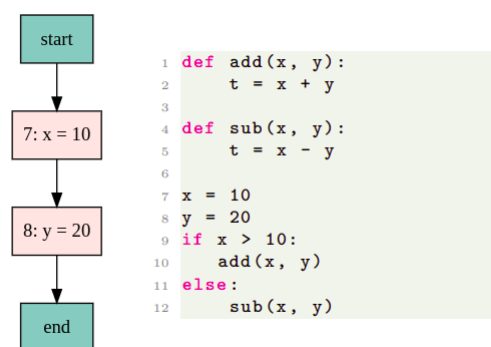 start
7: x = 10
8: y = 20
end
1 def add(x, y):
2     t = x + y
3
4 def sub(x, y):
5     t = x - y
6
7 x = 10
8 y = 20
9 if x > 10:
10    add(x, y)
11 else:
12     sub(x, y)